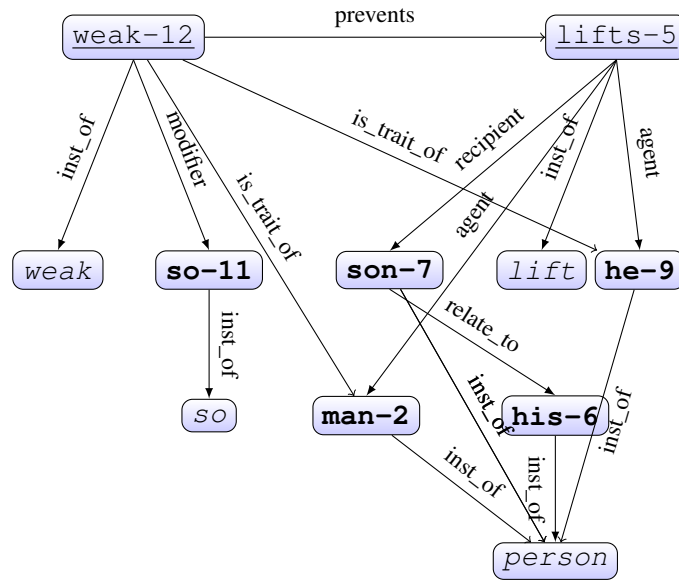 prevents
weak-12
lifts-5
inst_of
modifier
is_trait_of
is_trait_of
recipient
agent
inst_of
agent
weak
so-11
son-7
lift
he-9
inst_of
relate_to
so
man-2
inst_of
his-6
inst_of
inst_of
inst_of
person